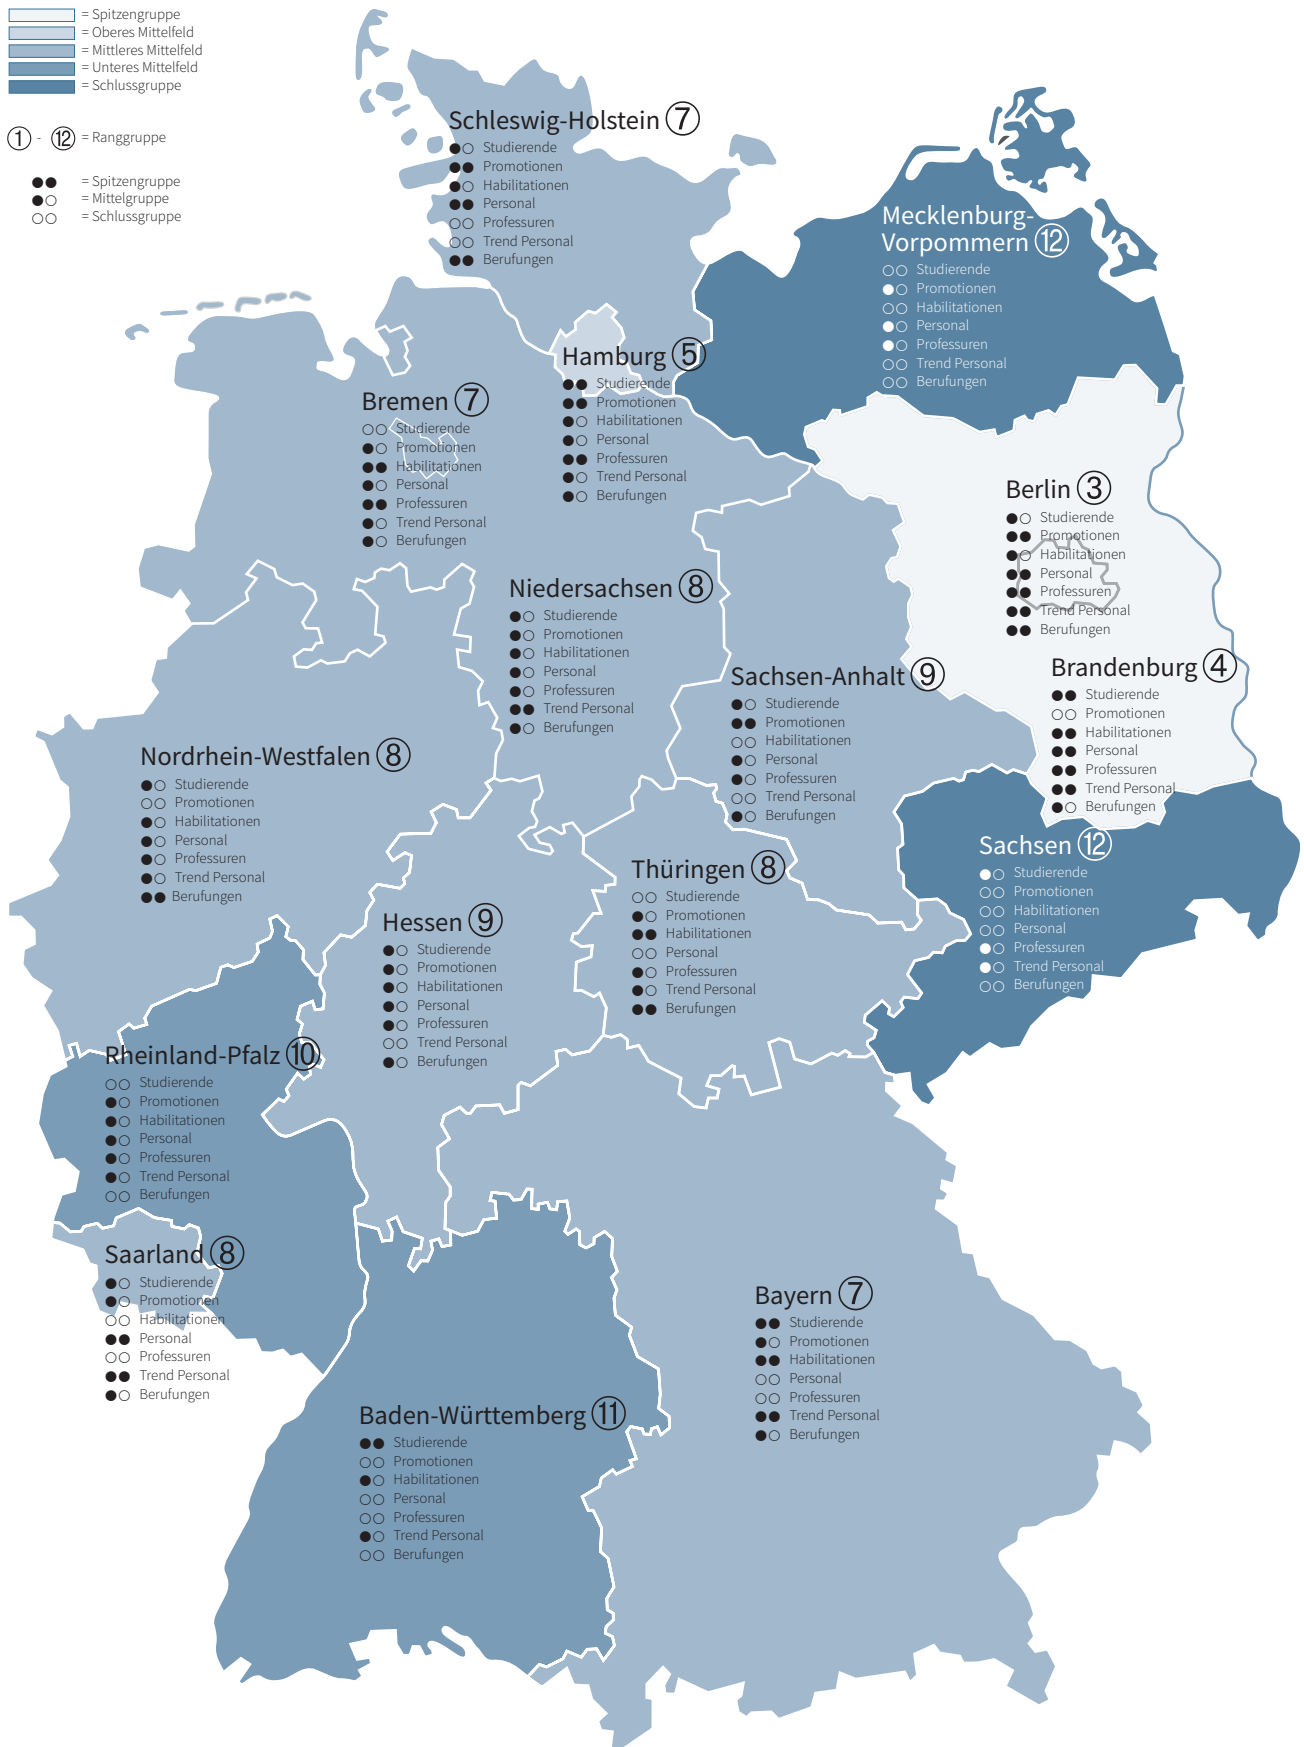 = Spitzengruppe
= Oberes Mittelfeld
= Mittleres Mittelfeld
= Unteres Mittelfeld
= Schlussgruppe
① - ⑫ = Ranggruppe
●● = Spitzengruppe
●○ = Mittelgruppe
○○ = Schlussgruppe
Schleswig-Holstein ⑦
●○ Studierende
●● Promotionen
●○ Habilitationen
●● Personal
○○ Professuren
○○ Trend Personal
●● Berufungen
Mecklenburg-
Vorpommern ⑫
○○ Studierende
●○ Promotionen
○○ Habilitationen
●○ Personal
●○ Professuren
○○ Trend Personal
○○ Berufungen
Hamburg ⑤
●● Studierende
●● Promotionen
●○ Habilitationen
●○ Personal
●● Professuren
●○ Trend Personal
●○ Berufungen
Bremen ⑦
○○ Studierende
●○ Promotionen
●● Habilitationen
●○ Personal
●● Professuren
●○ Trend Personal
●○ Berufungen
Berlin ③
●○ Studierende
●● Promotionen
●○ Habilitationen
●● Personal
●● Professuren
●● Trend Personal
●● Berufungen
Niedersachsen ⑧
●○ Studierende
●○ Promotionen
●○ Habilitationen
●○ Personal
●○ Professuren
●● Trend Personal
●○ Berufungen
Brandenburg ④
●● Studierende
○○ Promotionen
●● Habilitationen
●● Personal
●● Professuren
●● Trend Personal
●○ Berufungen
Sachsen-Anhalt ⑨
●○ Studierende
●● Promotionen
○○ Habilitationen
●○ Personal
●○ Professuren
○○ Trend Personal
●○ Berufungen
Nordrhein-Westfalen ⑧
●○ Studierende
○○ Promotionen
●○ Habilitationen
●○ Personal
●○ Professuren
●○ Trend Personal
●● Berufungen
Sachsen ⑫
●○ Studierende
○○ Promotionen
○○ Habilitationen
○○ Personal
●○ Professuren
●○ Trend Personal
○○ Berufungen
Thüringen ⑧
○○ Studierende
●○ Promotionen
●● Habilitationen
○○ Personal
●○ Professuren
●○ Trend Personal
●● Berufungen
Hessen ⑨
●○ Studierende
●○ Promotionen
●○ Habilitationen
●○ Personal
●○ Professuren
○○ Trend Personal
●○ Berufungen
Rheinland-Pfalz ⑩
○○ Studierende
●○ Promotionen
●○ Habilitationen
●○ Personal
●○ Professuren
●○ Trend Personal
○○ Berufungen
Saarland ⑧
●○ Studierende
●○ Promotionen
○○ Habilitationen
●● Personal
○○ Professuren
●● Trend Personal
●○ Berufungen
Bayern ⑦
●● Studierende
●○ Promotionen
●● Habilitationen
○○ Personal
○○ Professuren
●● Trend Personal
●○ Berufungen
Baden-Württemberg ⑪
●● Studierende
○○ Promotionen
●○ Habilitationen
○○ Personal
○○ Professuren
●○ Trend Personal
○○ Berufungen